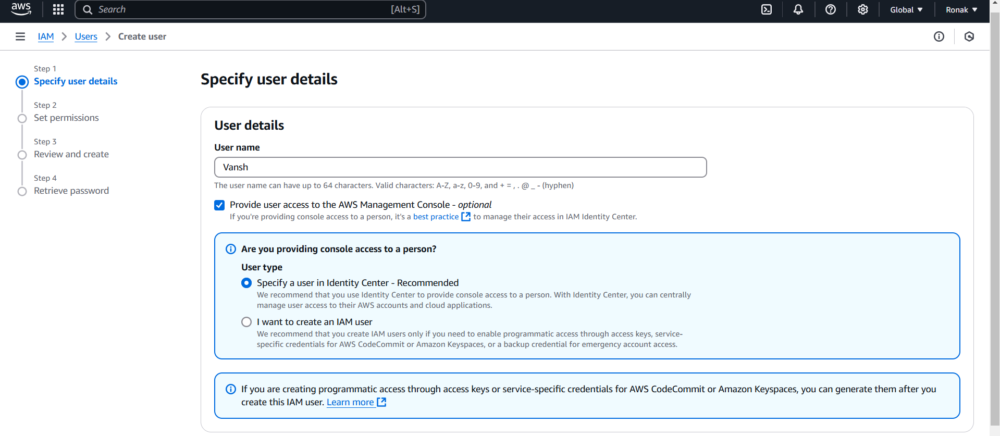 aws
Search
[Alt+S]
Global
Ronak
IAM
Users
Create user
Step 1
Specify user details
Step 2
Set permissions
Step 3
Review and create
Step 4
Retrieve password
Specify user details
User details
User name
Vansh
The user name can have up to 64 characters. Valid characters: A-Z, a-z, 0-9, and + = , . @ _ - (hyphen)
Provide user access to the AWS Management Console - optional
If you're providing console access to a person, it's a best practice to manage their access in IAM Identity Center.
Are you providing console access to a person?
User type
Specify a user in Identity Center - Recommended
We recommend that you use Identity Center to provide console access to a person. With Identity Center, you can centrally
manage user access to their AWS accounts and cloud applications.
I want to create an IAM user
We recommend that you create IAM users only if you need to enable programmatic access through access keys, service-
specific credentials for AWS CodeCommit or Amazon Keyspaces, or a backup credential for emergency account access.
If you are creating programmatic access through access keys or service-specific credentials for AWS CodeCommit or Amazon Keyspaces, you can generate them after you
create this IAM user. Learn more